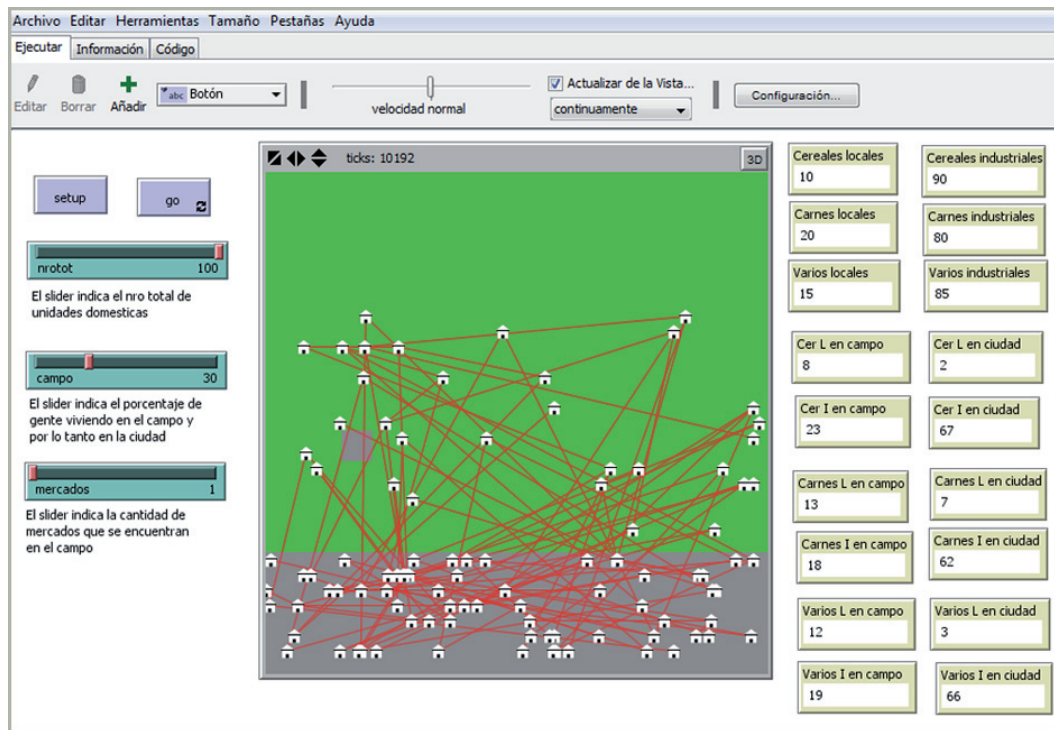 Archivo Editar Herramientas Tamaño Pestañas Ayuda
Ejecutar Información Código
Editar Borrar Añadir
abc Botón
velocidad normal
Actualizar de la Vista...
continuamente
Configuración...
setup
go
nrotot 100
El slider indica el nro total de
unidades domesticas
campo 30
El slider indica el porcentaje de
gente viviendo en el campo y
por lo tanto en la ciudad
mercados 1
El slider indica la cantidad de
mercados que se encuentran
en el campo
ticks: 10192
3D
Cereales locales
10
Cereales industriales
90
Carnes locales
20
Carnes industriales
80
Varios locales
15
Varios industriales
85
Cer L en campo
8
Cer L en ciudad
2
Cer I en campo
23
Cer I en ciudad
67
Carnes L en campo
13
Carnes L en ciudad
7
Carnes I en campo
18
Carnes I en ciudad
62
Varios L en campo
12
Varios L en ciudad
3
Varios I en campo
19
Varios I en ciudad
66